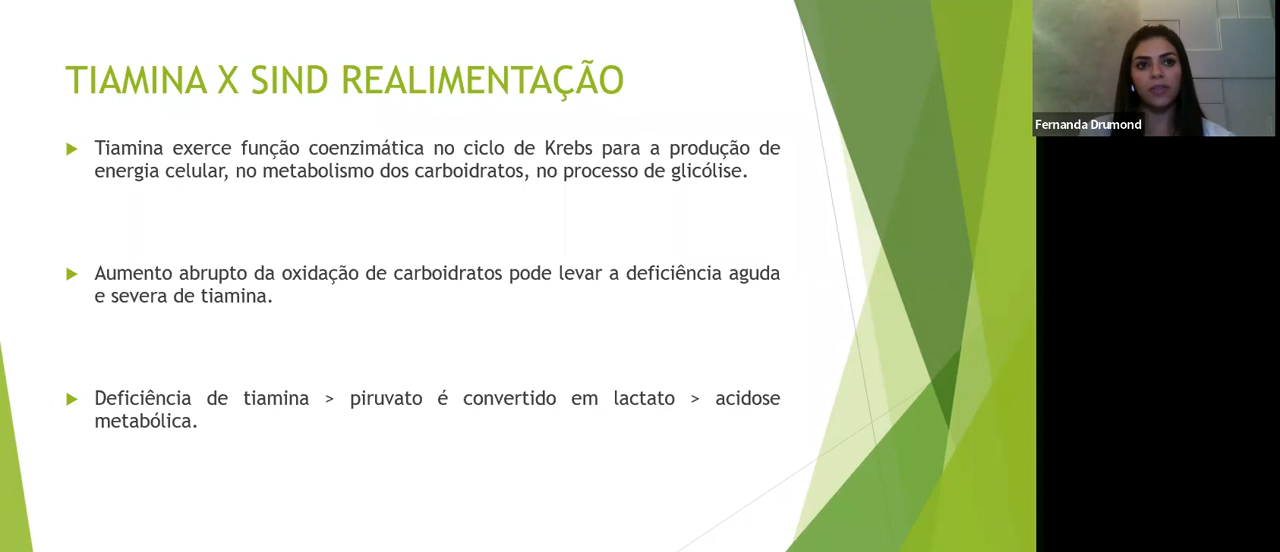 TIAMINA X SIND REALIMENTAÇÃO
Tiamina exerce função coenzimática no ciclo de Krebs para a produção de
energia celular, no metabolismo dos carboidratos, no processo de glicólise.
Aumento abrupto da oxidação de carboidratos pode levar a deficiência aguda
e severa de tiamina.
Deficiência de tiamina > piruvato é convertido em lactato > acidose
metabólica.
Fernanda Drumond